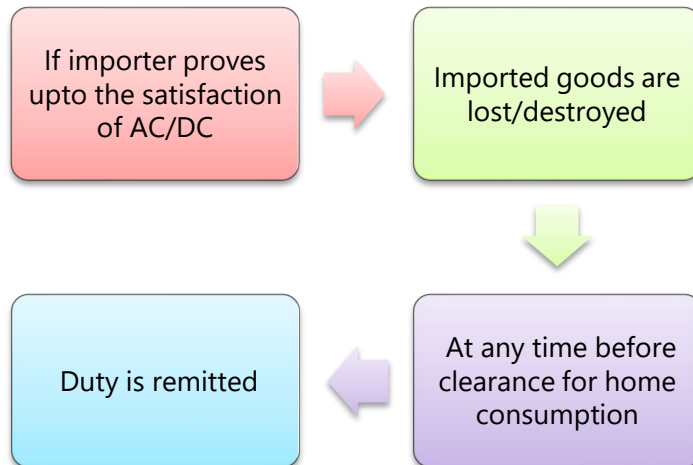 If importer proves
upto the satisfaction
of AC/DC
Imported goods are
lost/destroyed
At any time before
clearance for home
consumption
Duty is remitted